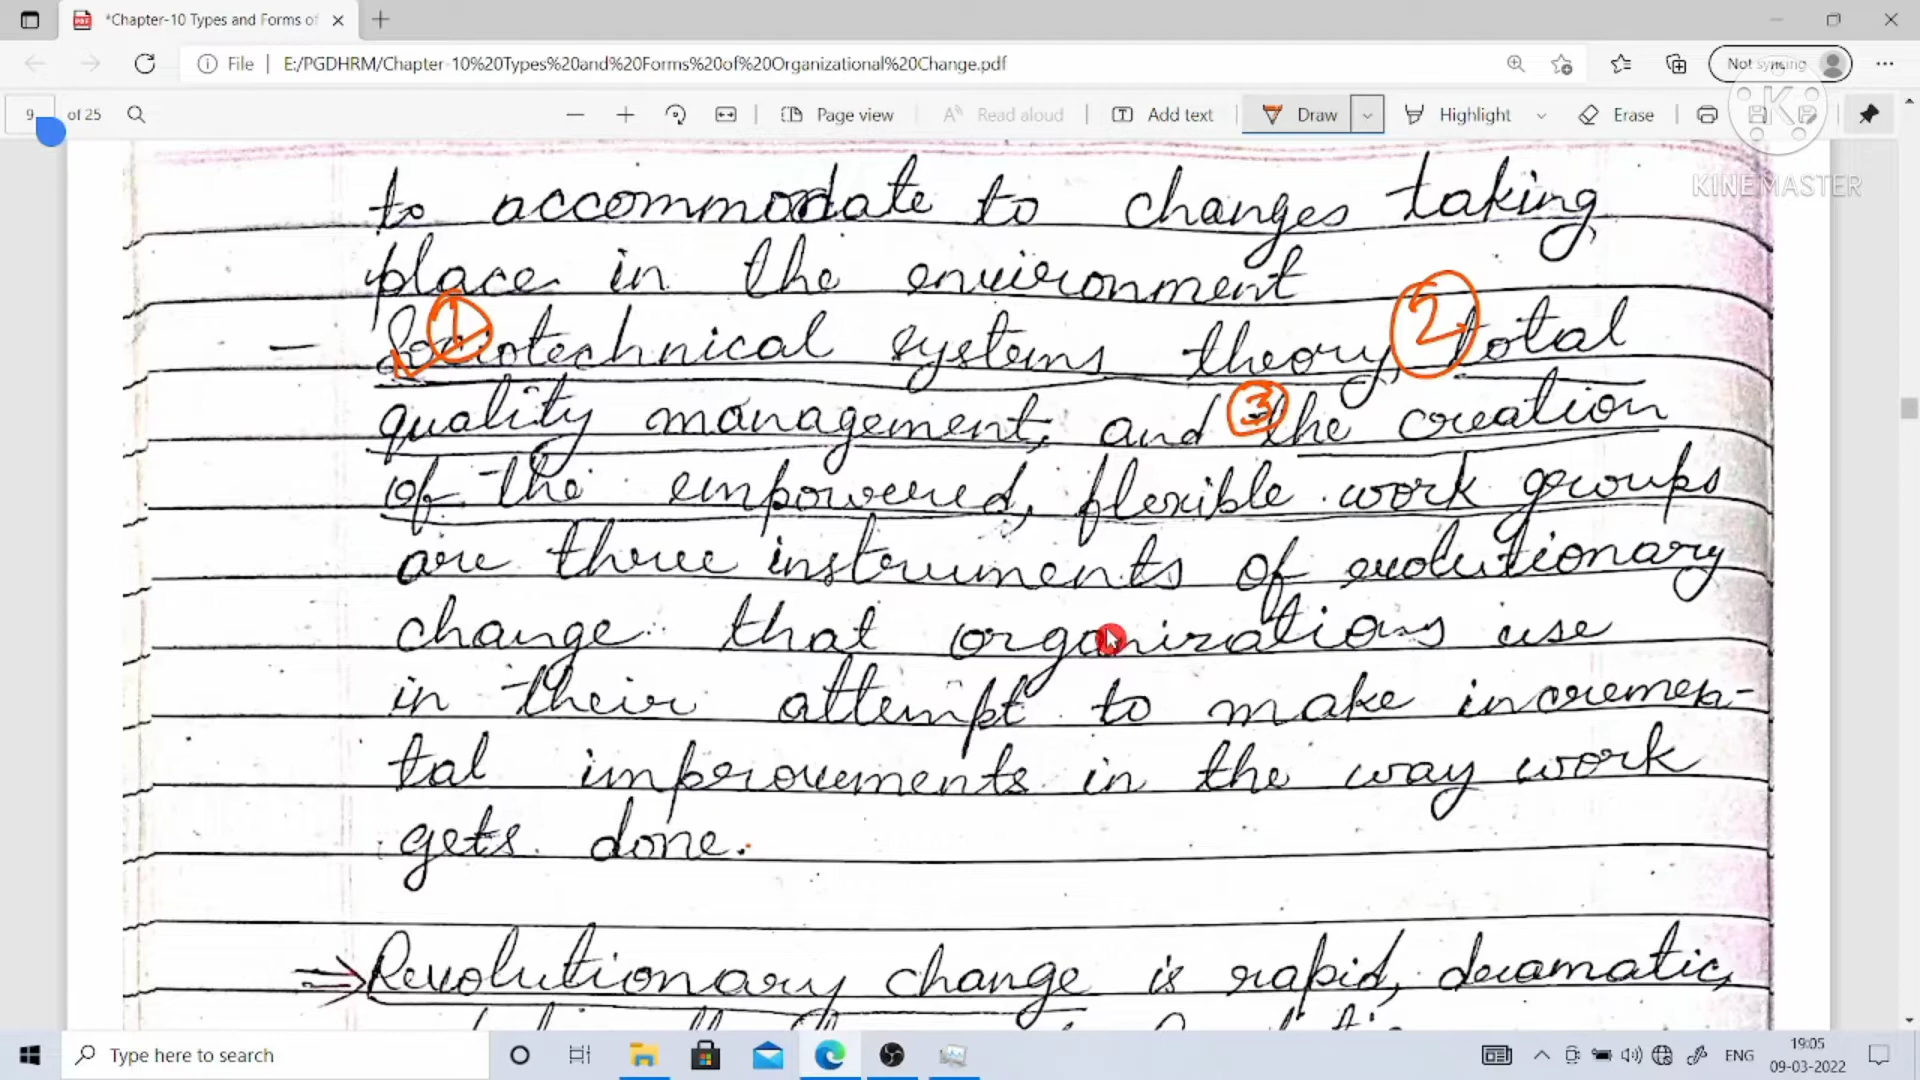 *Chapter-10 Types and Forms of
File E:/PGDHRM/Chapter-10%20Types%20and%20Forms%20of%20Organizational%20Change.pdf
Not syncing
9 of 25
Page view
Read aloud
Add text
Draw
Highlight
Erase
K
KINEMASTER
to accommodate to changes taking
place in the environment
1 2
- Sociotechnical systems theory, total
3
quality management, and the creation
of the empowered, flexible work groups
are three instruments of evolutionary
change that organizations use
in their attempt to make incremen-
tal improvements in the way work
gets done.
⇒ Revolutionary change is rapid, dramatic,
Type here to search
ENG
19:05
09-03-2022